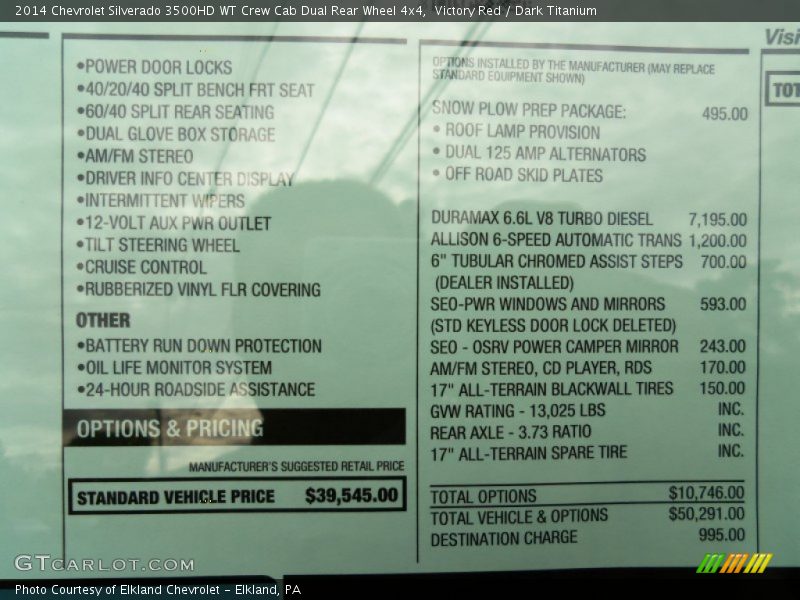 2014 Chevrolet Silverado 3500HD WT Crew Cab Dual Rear Wheel 4x4, Victory Red / Dark Titanium
•POWER DOOR LOCKS
•40/20/40 SPLIT BENCH FRT SEAT
•60/40 SPLIT REAR SEATING
•DUAL GLOVE BOX STORAGE
•AM/FM STEREO
•DRIVER INFO CENTER DISPLAY
•INTERMITTENT WIPERS
•12-VOLT AUX PWR OUTLET
•TILT STEERING WHEEL
•CRUISE CONTROL
•RUBBERIZED VINYL FLR COVERING
OTHER
•BATTERY RUN DOWN PROTECTION
•OIL LIFE MONITOR SYSTEM
•24-HOUR ROADSIDE ASSISTANCE
OPTIONS & PRICING
MANUFACTURER'S SUGGESTED RETAIL PRICE
STANDARD VEHICLE PRICE $39,545.00
OPTIONS INSTALLED BY THE MANUFACTURER (MAY REPLACE
STANDARD EQUIPMENT SHOWN)
SNOW PLOW PREP PACKAGE: 495.00
• ROOF LAMP PROVISION
• DUAL 125 AMP ALTERNATORS
• OFF ROAD SKID PLATES
DURAMAX 6.6L V8 TURBO DIESEL 7,195.00
ALLISON 6-SPEED AUTOMATIC TRANS 1,200.00
6" TUBULAR CHROMED ASSIST STEPS 700.00
(DEALER INSTALLED)
SEO-PWR WINDOWS AND MIRRORS 593.00
(STD KEYLESS DOOR LOCK DELETED)
SEO - OSRV POWER CAMPER MIRROR 243.00
AM/FM STEREO, CD PLAYER, RDS 170.00
17" ALL-TERRAIN BLACKWALL TIRES 150.00
GVW RATING - 13,025 LBS INC.
REAR AXLE - 3.73 RATIO INC.
17" ALL-TERRAIN SPARE TIRE INC.
TOTAL OPTIONS $10,746.00
TOTAL VEHICLE & OPTIONS $50,291.00
DESTINATION CHARGE 995.00
Visi
TOT
GTCARLOT.COM
Photo Courtesy of Elkland Chevrolet - Elkland, PA